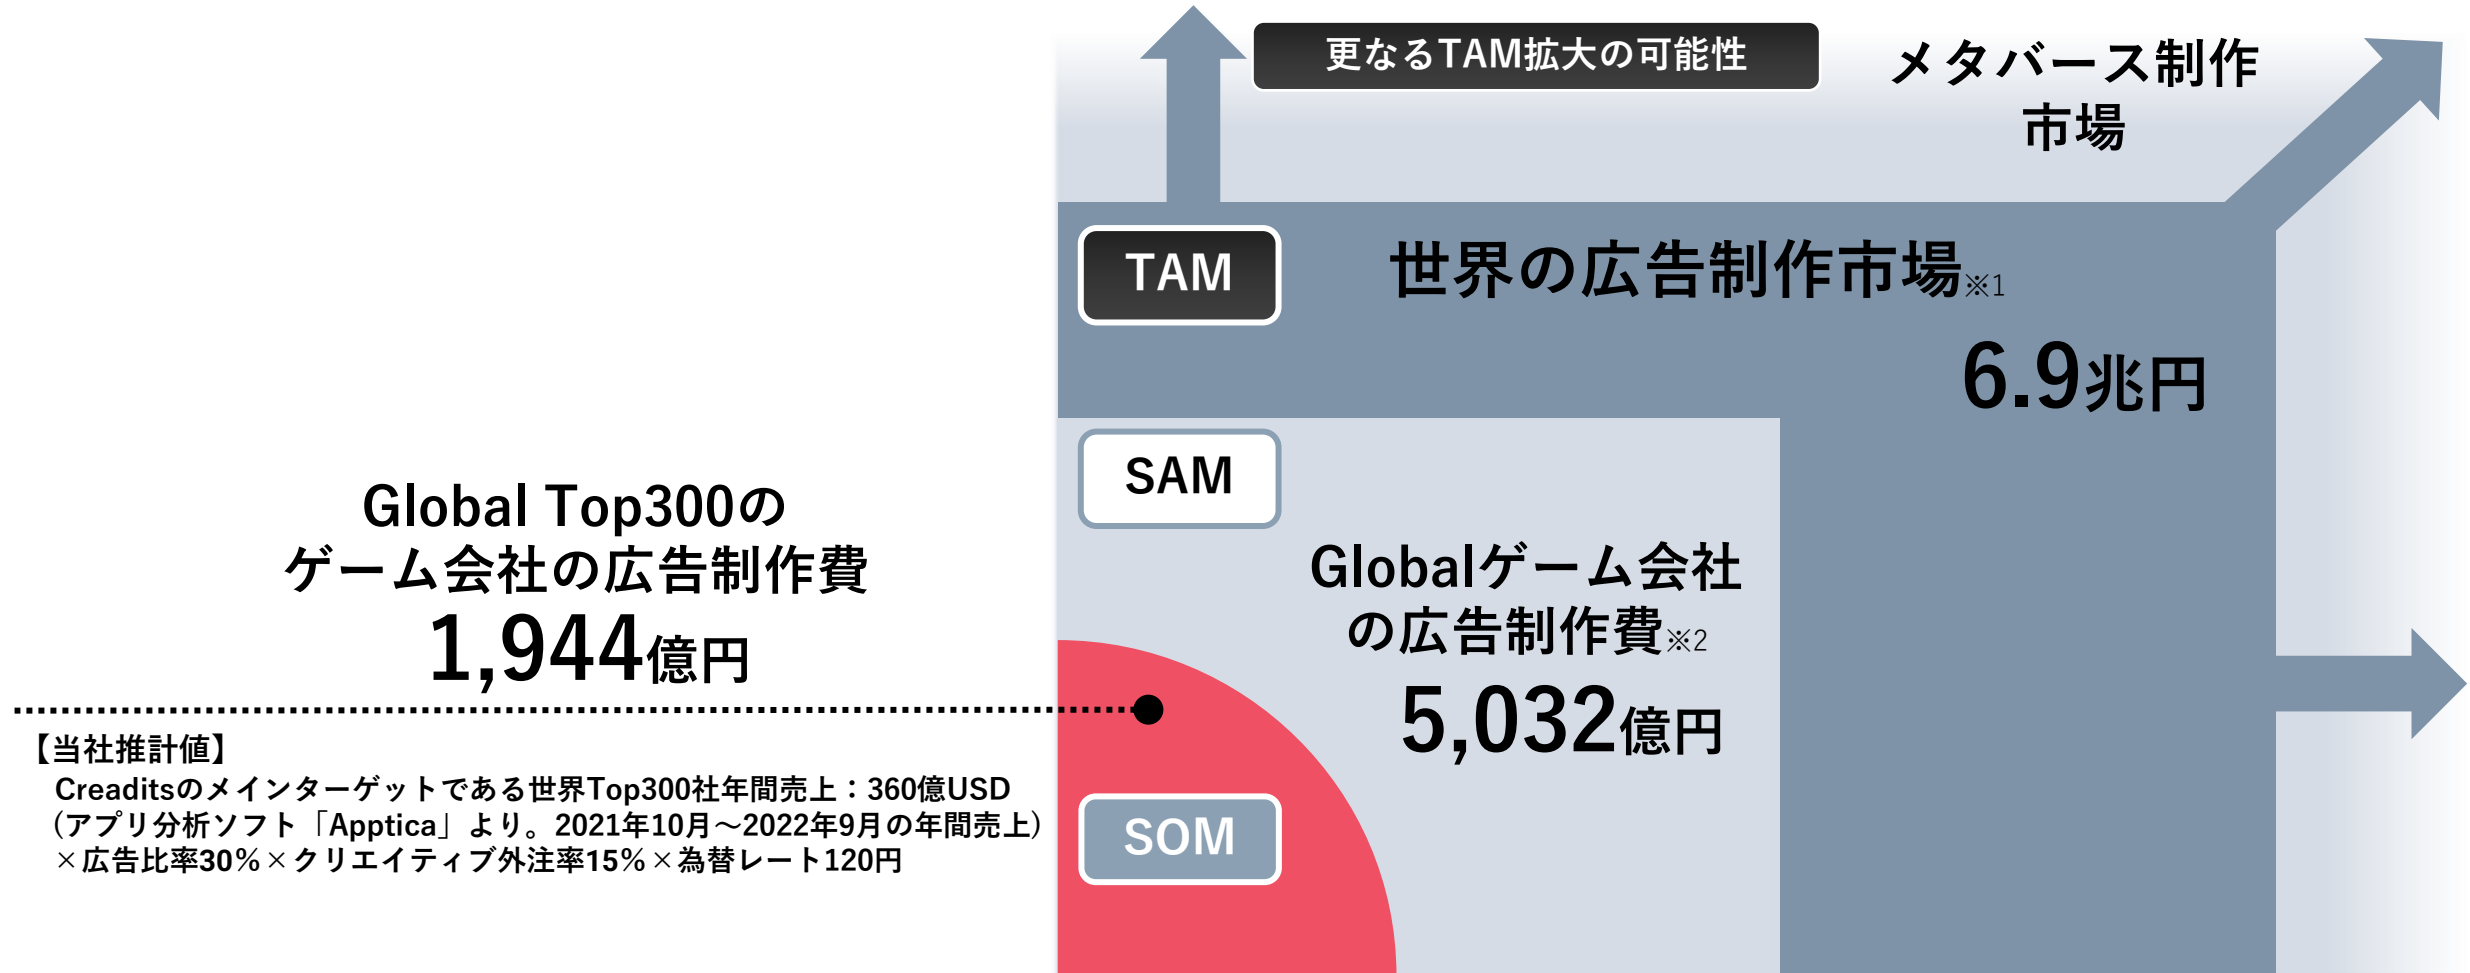 更なるTAM拡大の可能性
メタバース制作
市場
TAM
世界の広告制作市場※1
6.9兆円
SAM
Global Top300の
ゲーム会社の広告制作費
1,944億円
Globalゲーム会社
の広告制作費※2
5,032億円
【当社推計値】
Creaditsのメインターゲットである世界Top300社年間売上：360億USD
（アプリ分析ソフト「Apptica」より。2021年10月～2022年9月の年間売上）
×広告比率30％×クリエイティブ外注率15％×為替レート120円
SOM